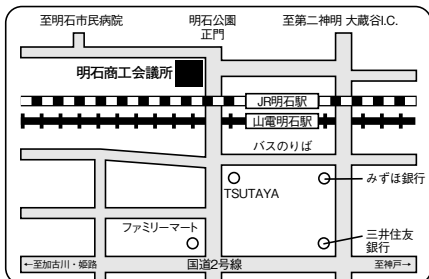 至明石市民病院
明石公園
正門
至第二神明 大蔵谷I.C.
明石商工会議所
JR明石駅
山電明石駅
バスのりば
TSUTAYA
みずほ銀行
ファミリーマート
三井住友
銀行
←至加古川・姫路
国道2号線
至神戸→